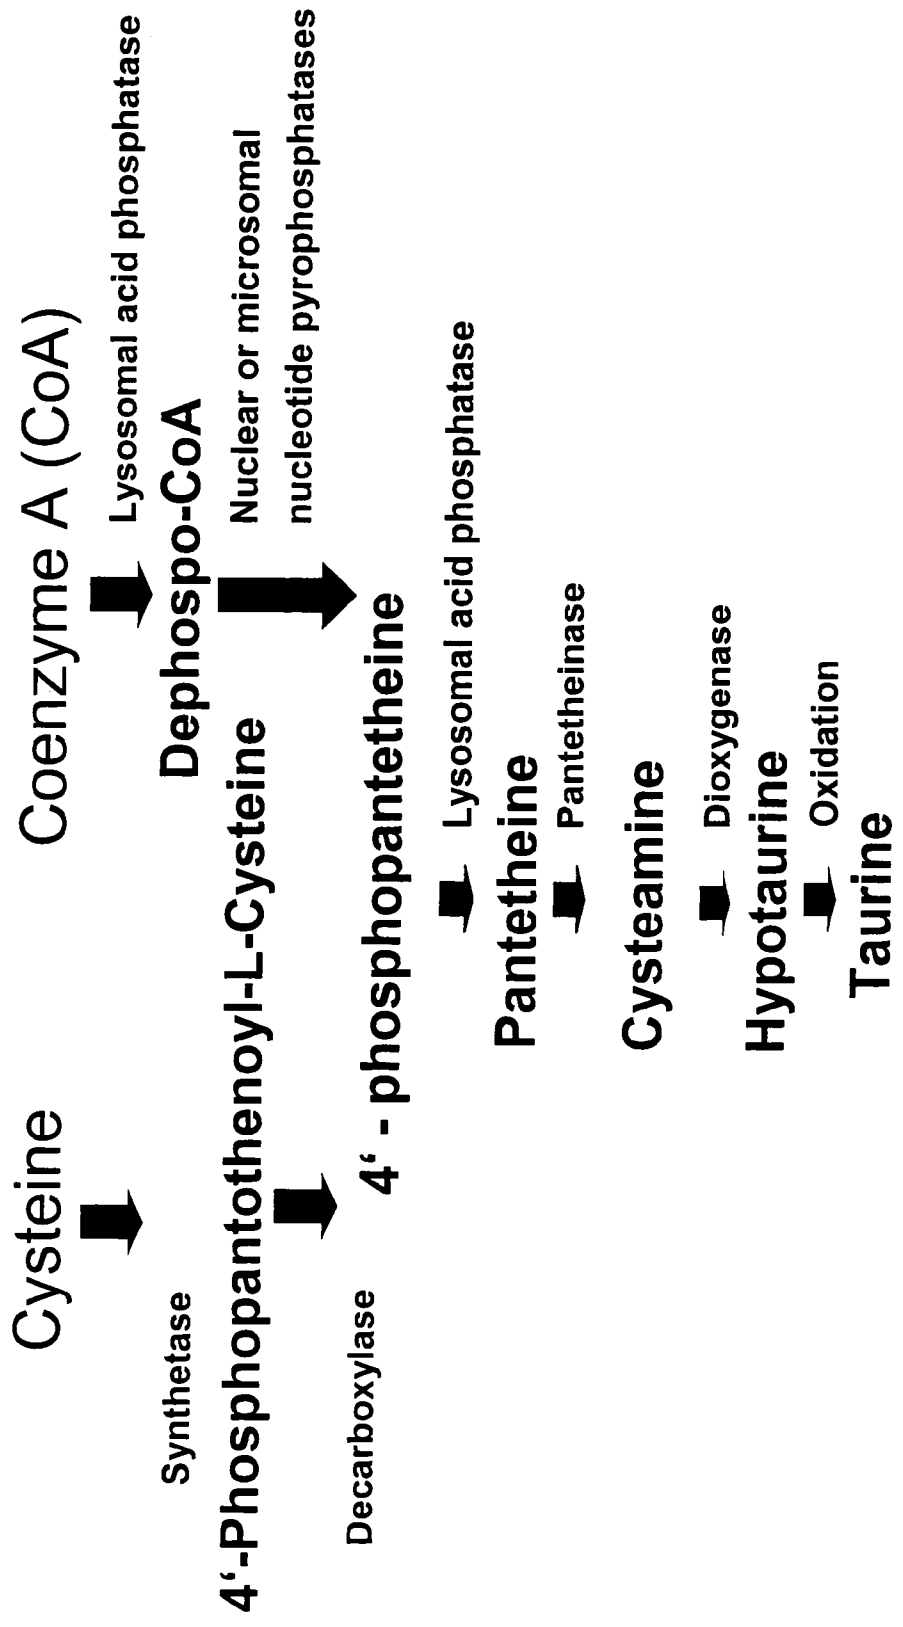 Cysteine
Coenzyme A (CoA)
Lysosomal acid phosphatase
Synthetase
Dephospo-CoA
4‘-Phosphopantothenoyl-L-Cysteine
Nuclear or microsomal
nucleotide pyrophosphatases
Decarboxylase
4‘ - phosphopantetheine
Lysosomal acid phosphatase
Pantetheine
Pantetheinase
Cysteamine
Dioxygenase
Hypotaurine
Oxidation
Taurine